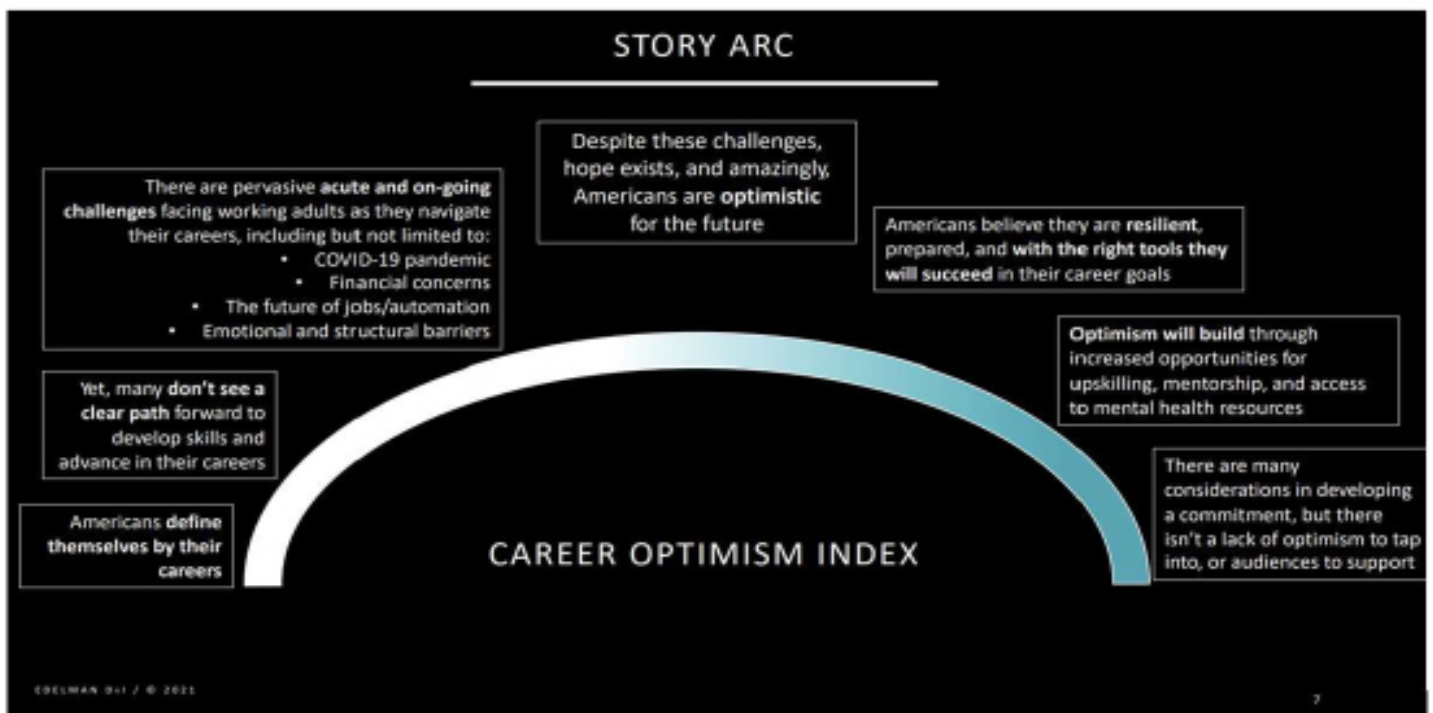 STORY ARC
Despite these challenges,
hope exists, and amazingly,
Americans are optimistic
for the future
There are pervasive acute and on-going
challenges facing working adults as they navigate
their careers, including but not limited to:
• COVID-19 pandemic
• Financial concerns
• The future of jobs/automation
• Emotional and structural barriers
Americans believe they are resilient,
prepared, and with the right tools they
will succeed in their career goals
Optimism will build through
increased opportunities for
upskilling, mentorship, and access
to mental health resources
Yet, many don't see a
clear path forward to
develop skills and
advance in their careers
There are many
considerations in developing
a commitment, but there
isn't a lack of optimism to tap
into, or audiences to support
Americans define
themselves by their
careers
CAREER OPTIMISM INDEX
EDELMAN DxI / © 2021
7